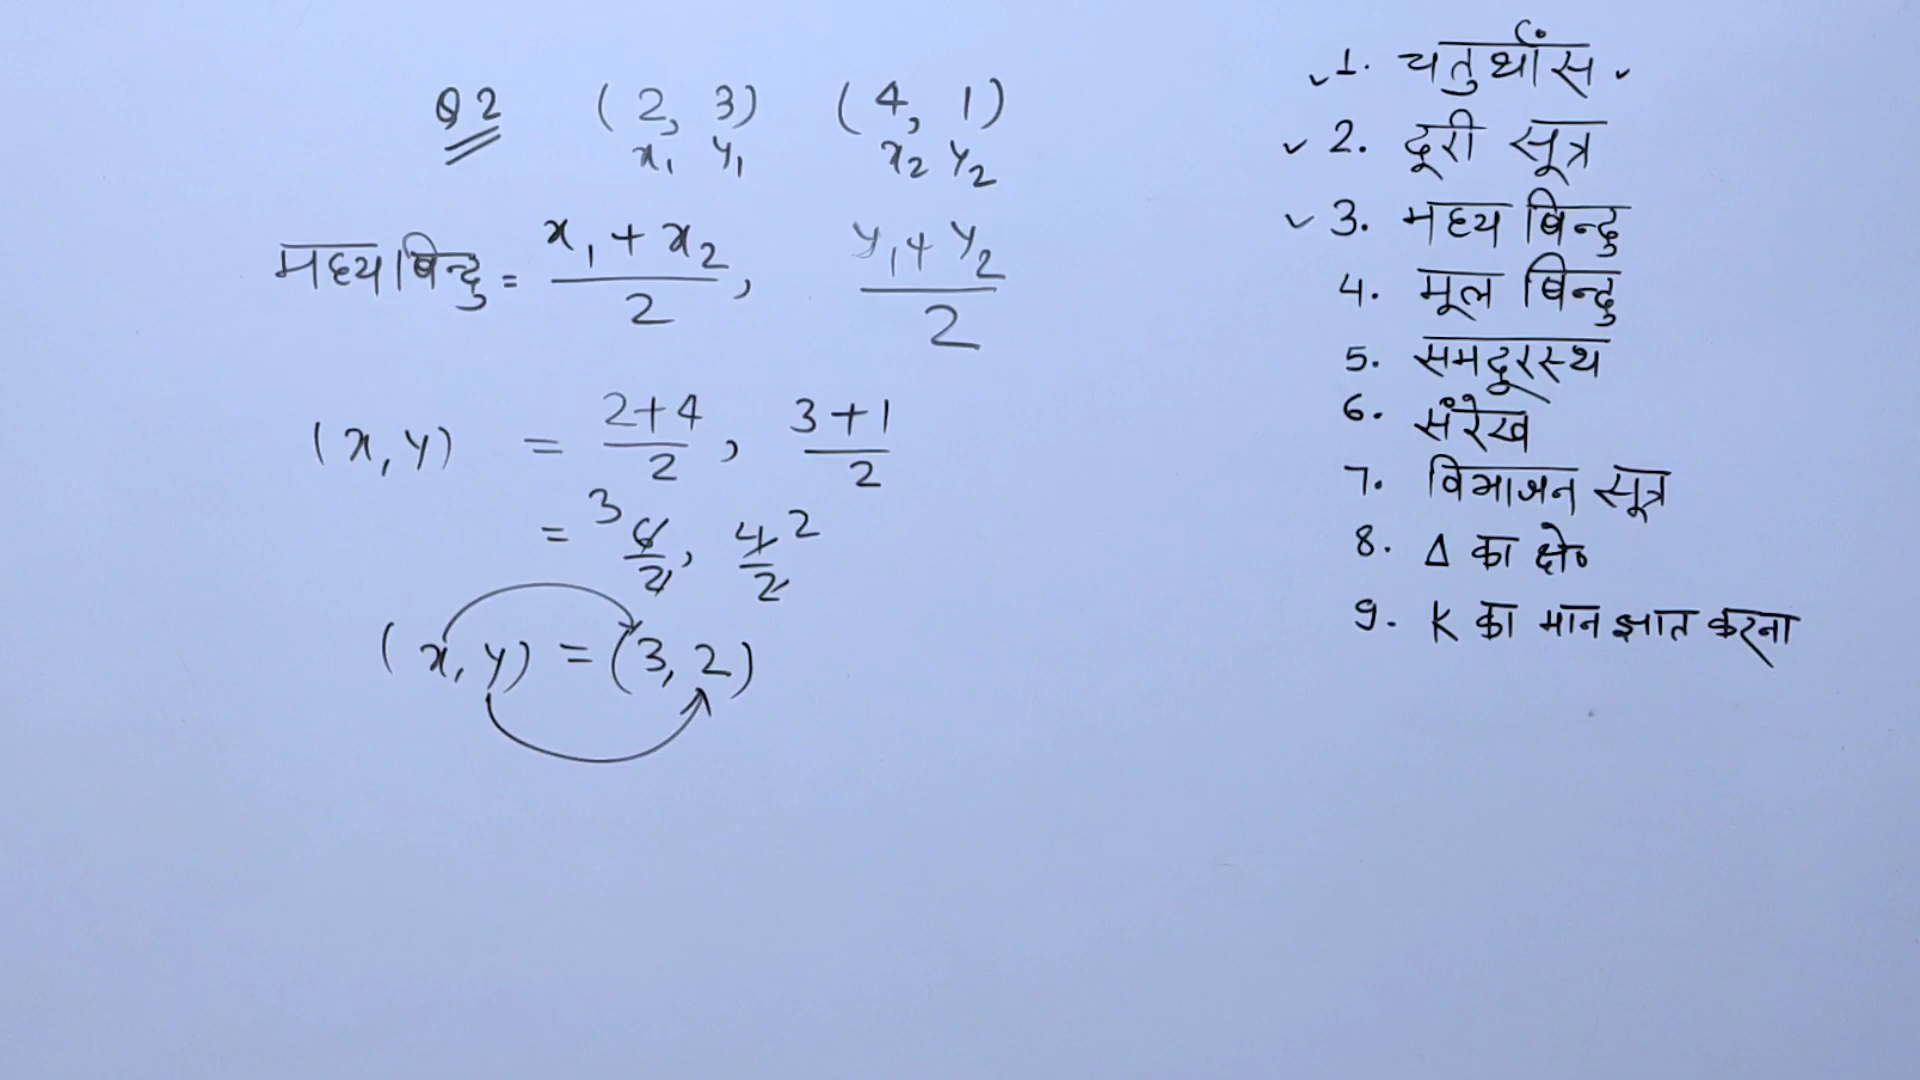 Q2 (2, 3) (4, 1)
x₁ y₁ x₂ y₂
मध्य बिन्दु = x₁ + x₂ / 2, y₁ + y₂ / 2
(x, y) = 2+4 / 2, 3+1 / 2
= 6/2 3, 4/2 2
(x, y) = (3, 2)
1. चतुर्थांस
2. दूरी सूत्र
3. मध्य बिन्दु
4. मूल बिन्दु
5. समदूरस्थ
6. संरेख
7. विभाजन सूत्र
8. Δ का क्षे०
9. K का मान ज्ञात करना